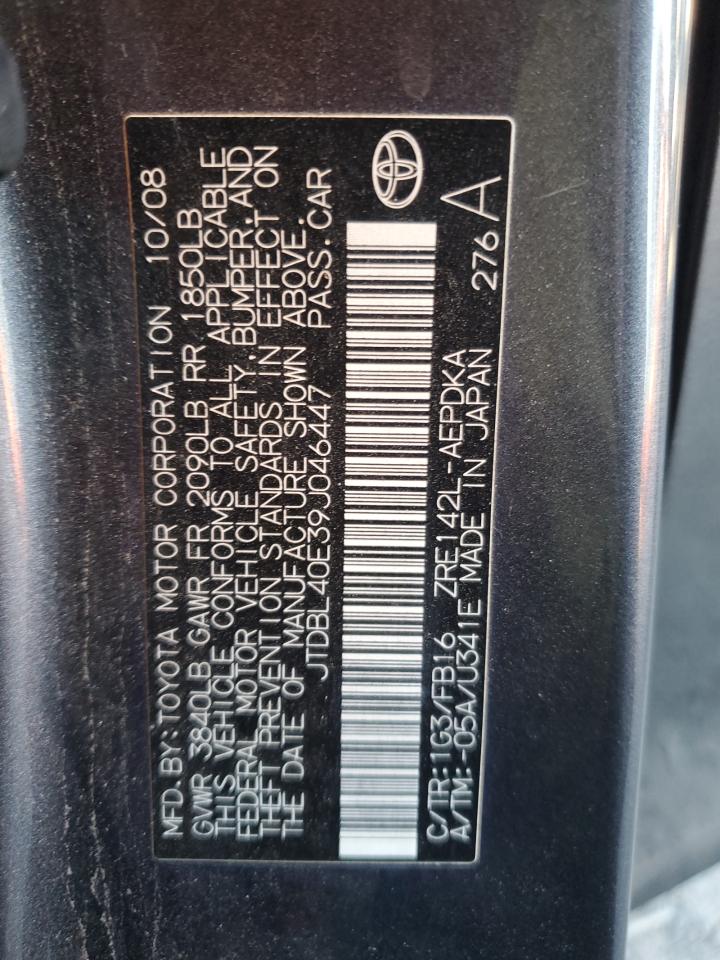 MFD.BY:TOYOTA MOTOR CORPORATION 10/08
GVWR 3840LB GAWR FR 2090LB RR 1850LB
THIS VEHICLE CONFORMS TO ALL APPLICABLE
FEDERAL MOTOR VEHICLE SAFETY,BUMPER,AND
THEFT PREVENTION STANDARDS IN EFFECT ON
THE DATE OF MANUFACTURE SHOWN ABOVE.
JTDBL40E39J046447 PASS.CAR
C/TR:1G3/FB16 ZRE142L-AEPDKA
A/TM:-05A/U341E MADE IN JAPAN 276 A